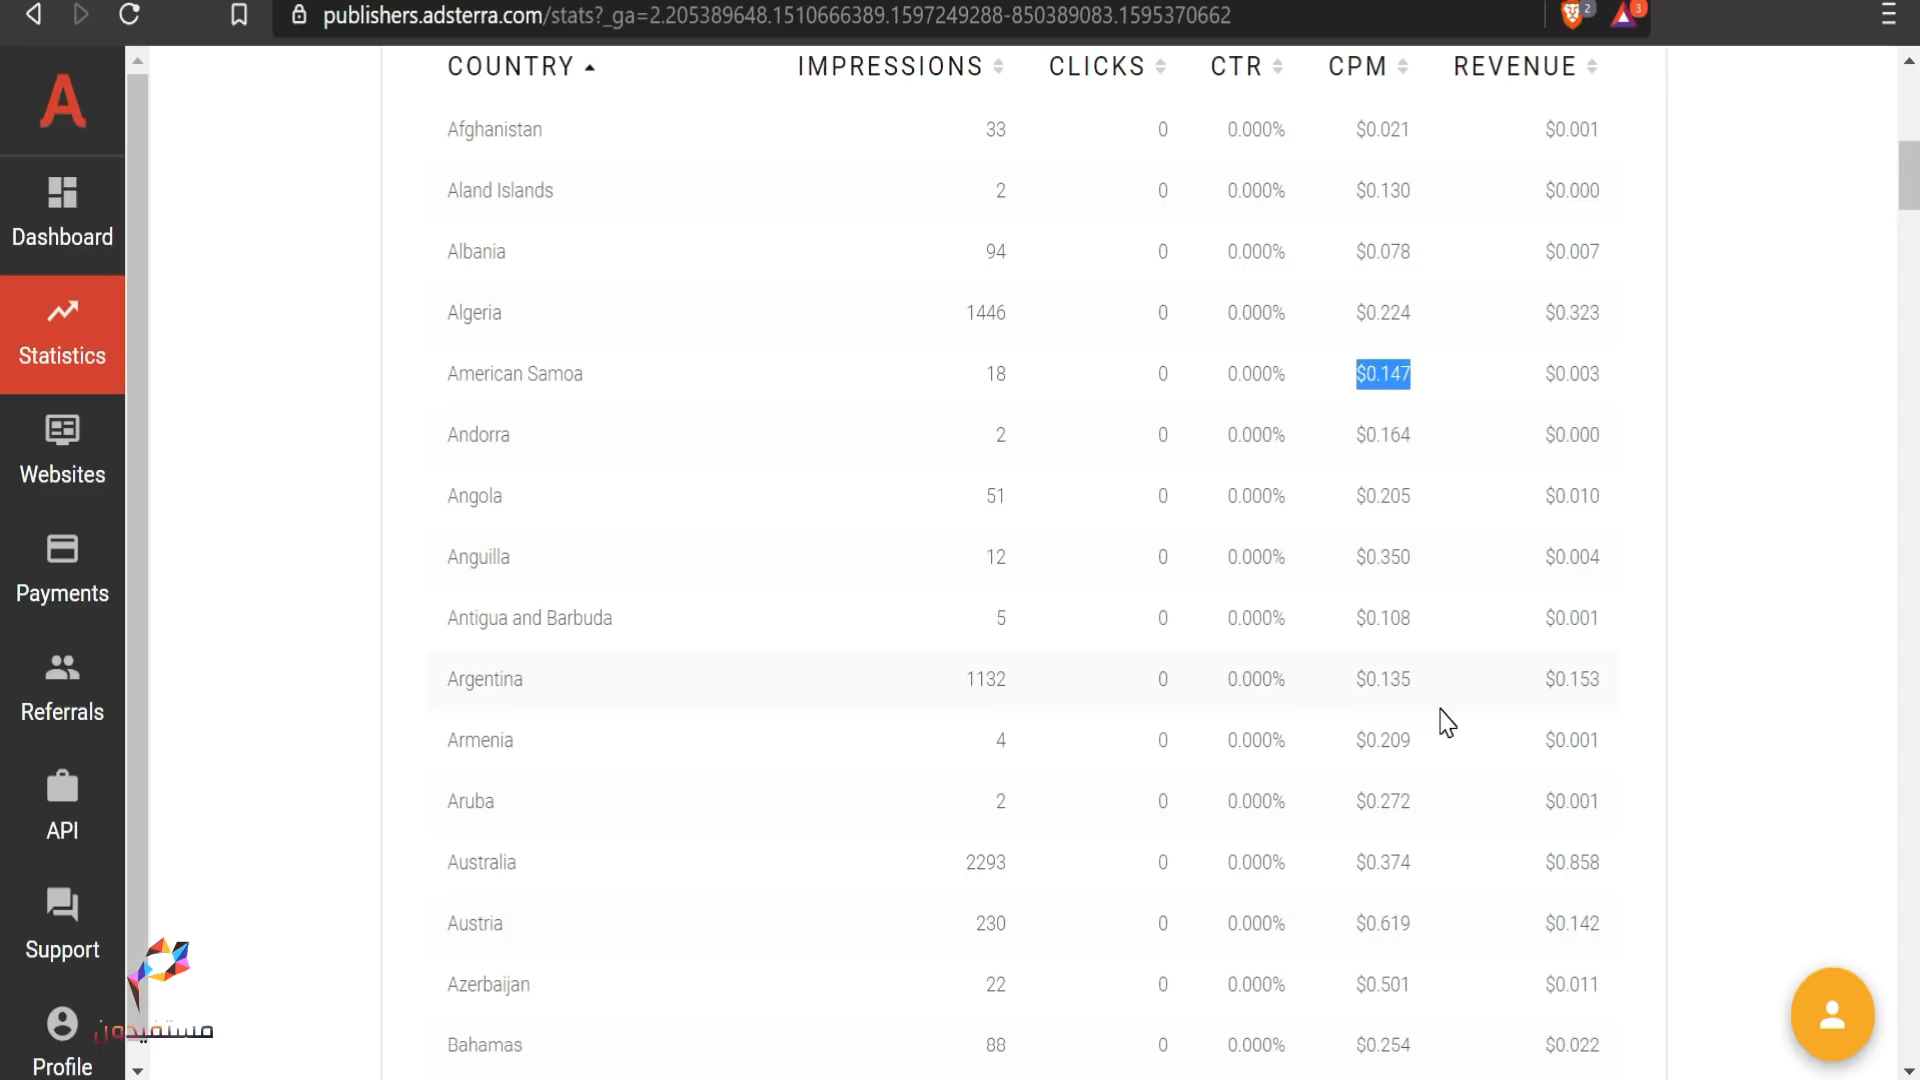 publishers.adsterra.com/stats?_ga=2.205389648.1510666389.1597249288-850389083.1595370662
2
3
COUNTRY IMPRESSIONS CLICKS CTR CPM REVENUE
Afghanistan 33 0 0.000% $0.021 $0.001
Aland Islands 2 0 0.000% $0.130 $0.000
Albania 94 0 0.000% $0.078 $0.007
Algeria 1446 0 0.000% $0.224 $0.323
American Samoa 18 0 0.000% $0.147 $0.003
Andorra 2 0 0.000% $0.164 $0.000
Angola 51 0 0.000% $0.205 $0.010
Anguilla 12 0 0.000% $0.350 $0.004
Antigua and Barbuda 5 0 0.000% $0.108 $0.001
Argentina 1132 0 0.000% $0.135 $0.153
Armenia 4 0 0.000% $0.209 $0.001
Aruba 2 0 0.000% $0.272 $0.001
Australia 2293 0 0.000% $0.374 $0.858
Austria 230 0 0.000% $0.619 $0.142
Azerbaijan 22 0 0.000% $0.501 $0.011
Bahamas 88 0 0.000% $0.254 $0.022
Dashboard
Statistics
Websites
Payments
Referrals
API
Support
Profile
مستفيدون